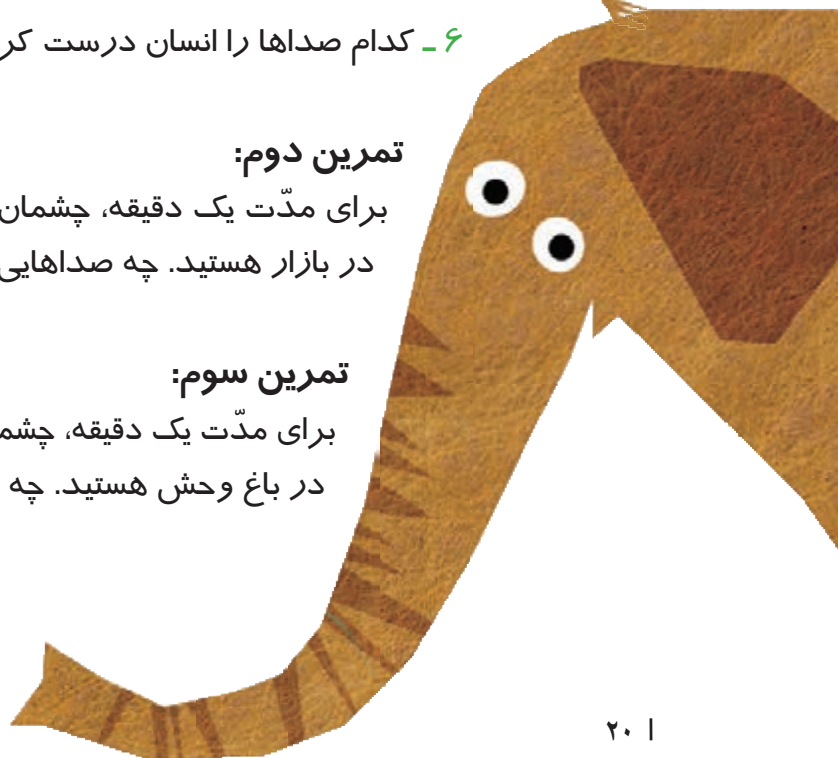 ۶ ـ کدام صداها را انسان درست کر
تمرین دوم:
برای مدّت یک دقیقه، چشمان
در بازار هستید. چه صداهایی
تمرین سوم:
برای مدّت یک دقیقه، چشم
در باغ وحش هستید. چه
۲۰